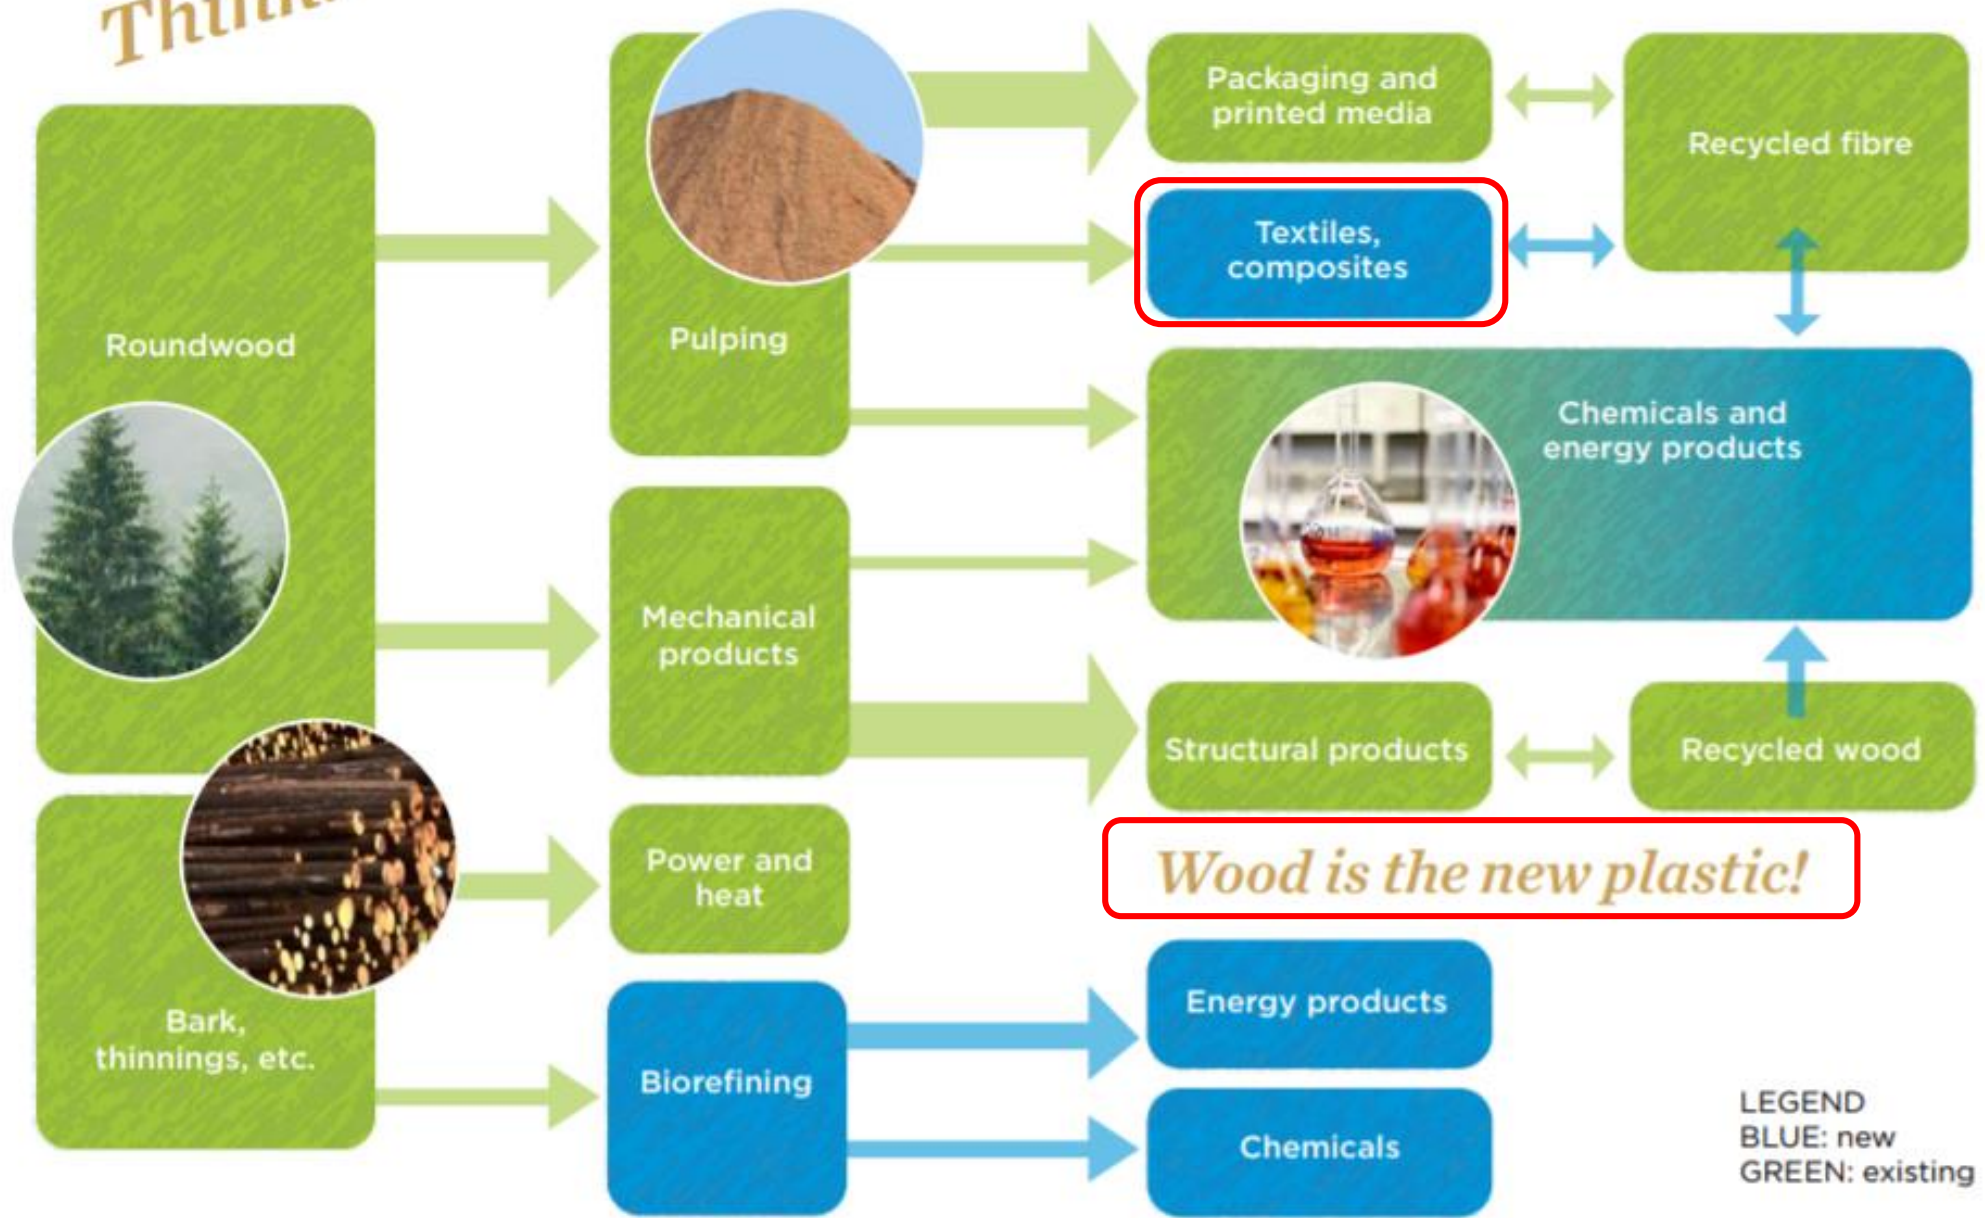 Packaging and
printed media
Recycled fibre
Textiles,
composites
Roundwood
Pulping
Chemicals and
energy products
Mechanical
products
Structural products
Recycled wood
Power and
heat
Wood is the new plastic!
Bark,
thinnings, etc.
Biorefining
Energy products
Chemicals
LEGEND
BLUE: new
GREEN: existing